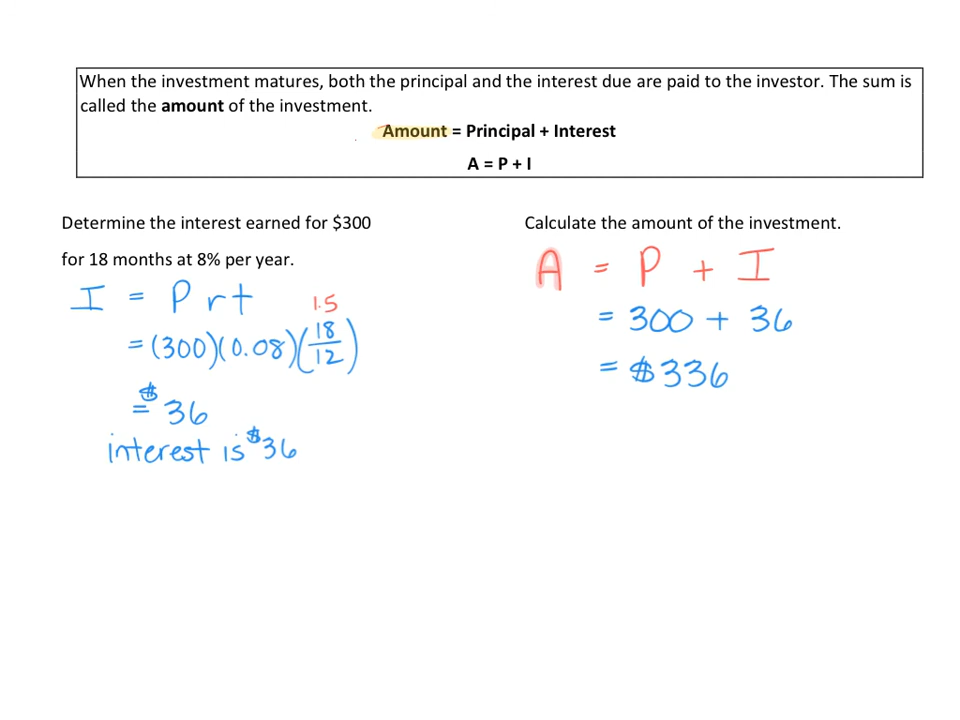 When the investment matures, both the principal and the interest due are paid to the investor. The sum is
called the amount of the investment.
Amount = Principal + Interest
A = P + I
Determine the interest earned for $300
for 18 months at 8% per year.
I = P r t
1.5
= (300)(0.08)(18/12)
= $36
interest is $36
Calculate the amount of the investment.
A = P + I
= 300 + 36
= $336